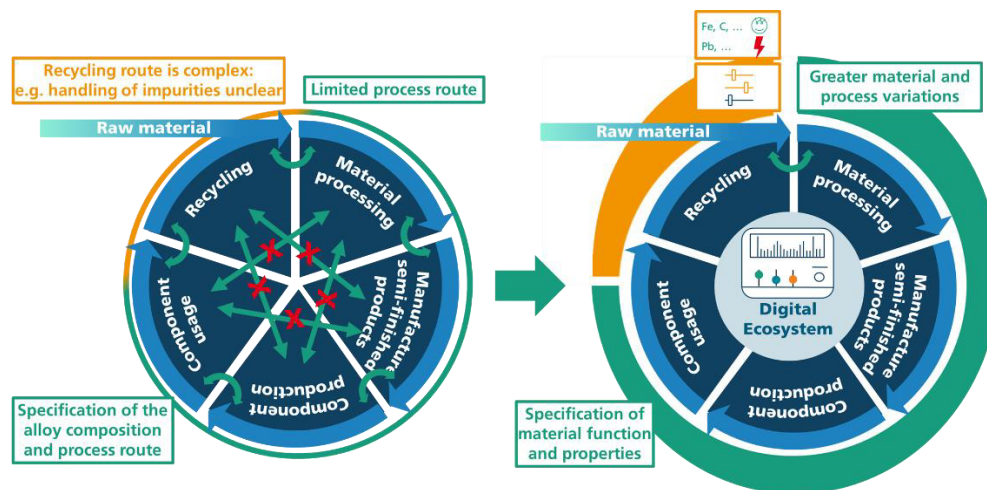 Fe, C, ...
Pb, ...
Recycling route is complex:
e.g. handling of impurities unclear
Limited process route
Raw material
Recycling
Material
processing
Manufacture
semi-finished
products
Component
production
Component
usage
Specification of the
alloy composition
and process route
Greater material and
process variations
Raw material
Recycling
Material
processing
Manufacture
semi-finished
products
Component
production
Component
usage
Digital
Ecosystem
Specification of
material function
and properties